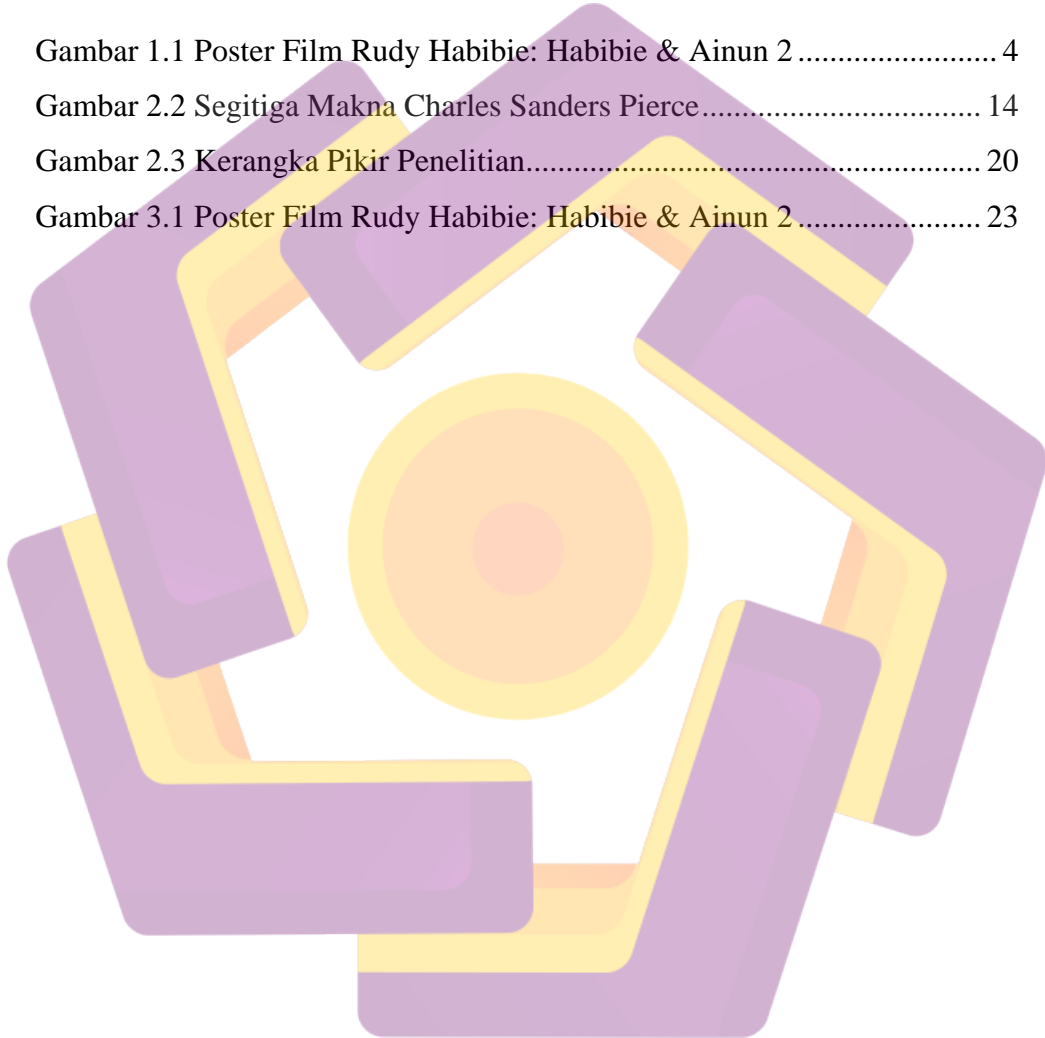 Gambar 1.1 Poster Film Rudy Habibie: Habibie & Ainun 2 ....................... 4
Gambar 2.2 Segitiga Makna Charles Sanders Pierce................................... 14
Gambar 2.3 Kerangka Pikir Penelitian......................................................... 20
Gambar 3.1 Poster Film Rudy Habibie: Habibie & Ainun 2 ....................... 23